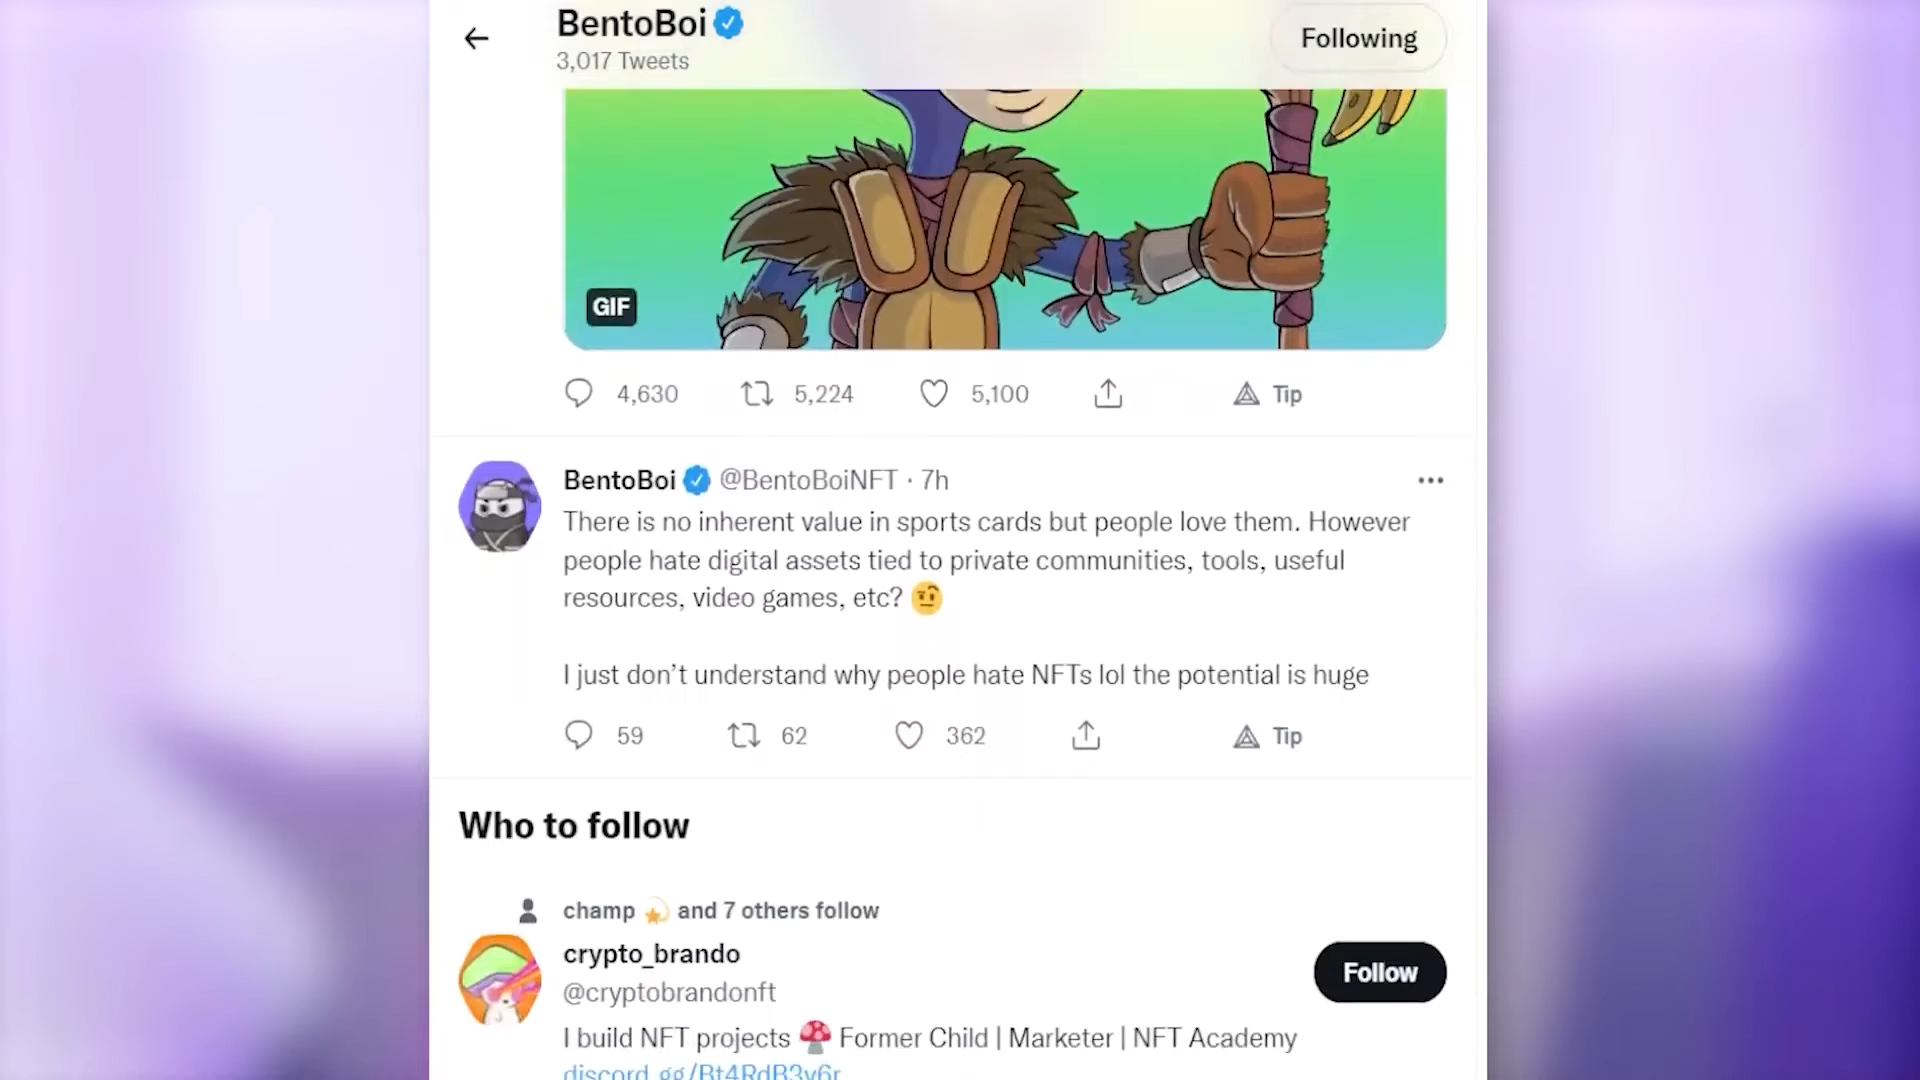 BentoBoi
3,017 Tweets
Following
GIF
4,630 5,224 5,100 Tip
BentoBoi @BentoBoiNFT · 7h
There is no inherent value in sports cards but people love them. However
people hate digital assets tied to private communities, tools, useful
resources, video games, etc? 🤨
I just don’t understand why people hate NFTs lol the potential is huge
59 62 362 Tip
Who to follow
champ 💫 and 7 others follow
crypto_brando
@cryptobrandonft
Follow
I build NFT projects 🍄 Former Child | Marketer | NFT Academy
discord.gg/Bt4RdB3v6r